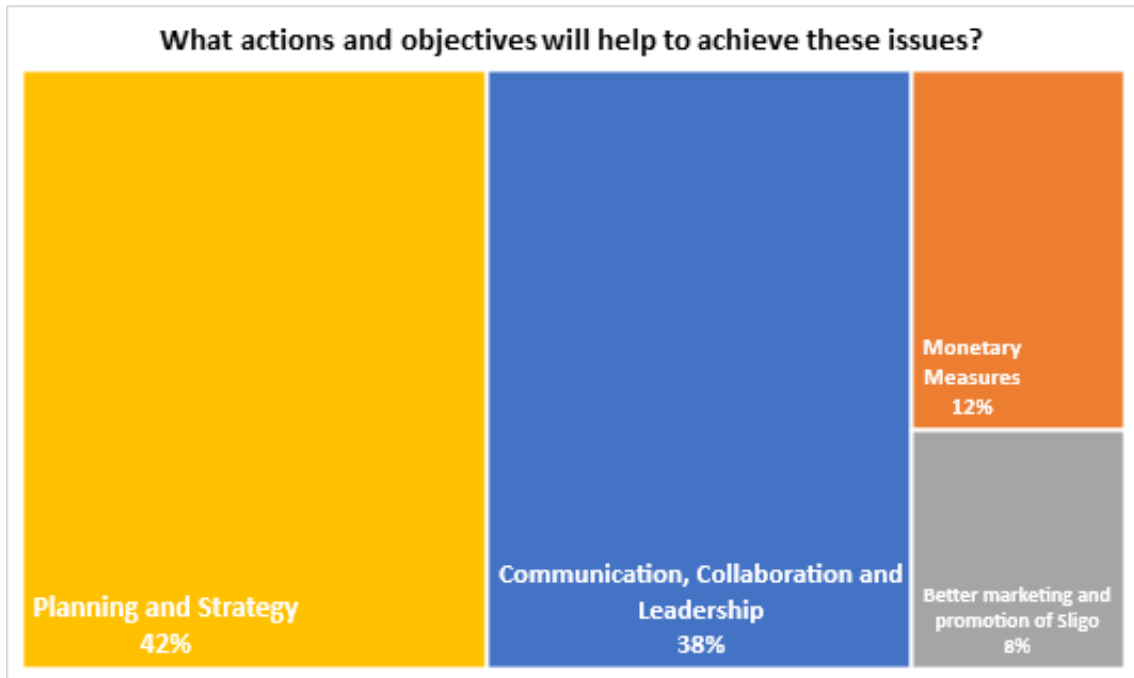 What actions and objectives will help to achieve these issues?
Planning and Strategy
42%
Communication, Collaboration and
Leadership
38%
Monetary
Measures
12%
Better marketing and
promotion of Sligo
8%